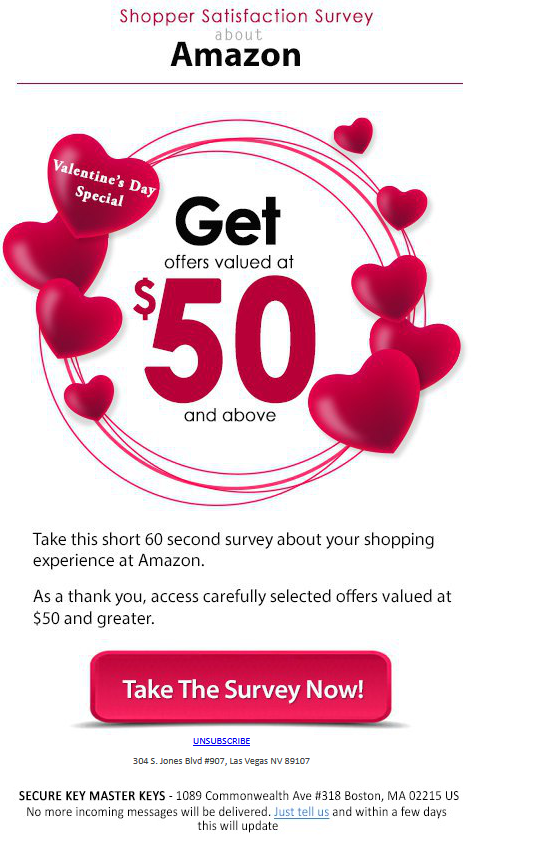 Shopper Satisfaction Survey
about
Amazon
Valentine's Day
Special
Get
offers valued at
$50
and above
Take this short 60 second survey about your shopping
experience at Amazon.
As a thank you, access carefully selected offers valued at
$50 and greater.
Take The Survey Now!
UNSUBSCRIBE
304 S. Jones Blvd #907, Las Vegas NV 89107
SECURE KEY MASTER KEYS - 1089 Commonwealth Ave #318 Boston, MA 02215 US
No more incoming messages will be delivered. Just tell us and within a few days
this will update